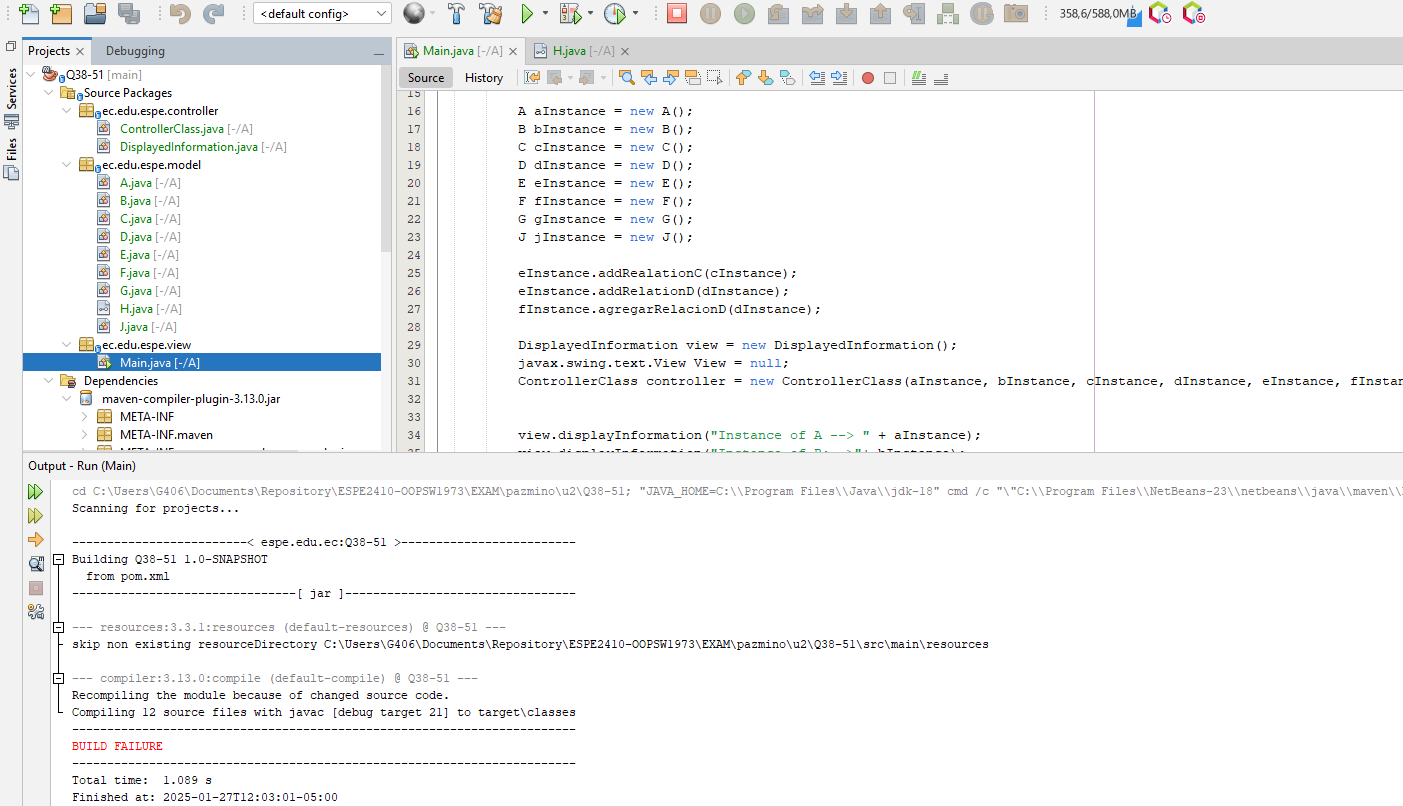 <default config>
358,6/588,0MB
Projects
Debugging
Main.java [-/A]
H.java [-/A]
Services
Files
Source
History
Q38-51 [main]
Source Packages
ec.edu.espe.controller
ControllerClass.java [-/A]
DisplayedInformation.java [-/A]
ec.edu.espe.model
A.java [-/A]
B.java [-/A]
C.java [-/A]
D.java [-/A]
E.java [-/A]
F.java [-/A]
G.java [-/A]
H.java [-/A]
J.java [-/A]
ec.edu.espe.view
Main.java [-/A]
Dependencies
maven-compiler-plugin-3.13.0.jar
META-INF
META-INF.maven
15
16 A aInstance = new A();
17 B bInstance = new B();
18 C cInstance = new C();
19 D dInstance = new D();
20 E eInstance = new E();
21 F fInstance = new F();
22 G gInstance = new G();
23 J jInstance = new J();
24
25 eInstance.addRealationC(cInstance);
26 eInstance.addRelationD(dInstance);
27 fInstance.agregarRelacionD(dInstance);
28
29 DisplayedInformation view = new DisplayedInformation();
30 javax.swing.text.View View = null;
31 ControllerClass controller = new ControllerClass(aInstance, bInstance, cInstance, dInstance, eInstance, fInstan
32
33
34 view.displayInformation("Instance of A --> " + aInstance);
Output - Run (Main)
cd C:\Users\G406\Documents\Repository\ESPE2410-OOPSW1973\EXAM\pazmino\u2\Q38-51; "JAVA_HOME=C:\\Program Files\\Java\\jdk-18" cmd /c "\"C:\\Program Files\\NetBeans-23\\netbeans\\java\\maven\\
Scanning for projects...
-------------------------< espe.edu.ec:Q38-51 >-------------------------
Building Q38-51 1.0-SNAPSHOT
from pom.xml
--------------------------------[ jar ]---------------------------------
--- resources:3.3.1:resources (default-resources) @ Q38-51 ---
skip non existing resourceDirectory C:\Users\G406\Documents\Repository\ESPE2410-OOPSW1973\EXAM\pazmino\u2\Q38-51\src\main\resources
--- compiler:3.13.0:compile (default-compile) @ Q38-51 ---
Recompiling the module because of changed source code.
Compiling 12 source files with javac [debug target 21] to target\classes
------------------------------------------------------------------------
BUILD FAILURE
------------------------------------------------------------------------
Total time:  1.089 s
Finished at: 2025-01-27T12:03:01-05:00